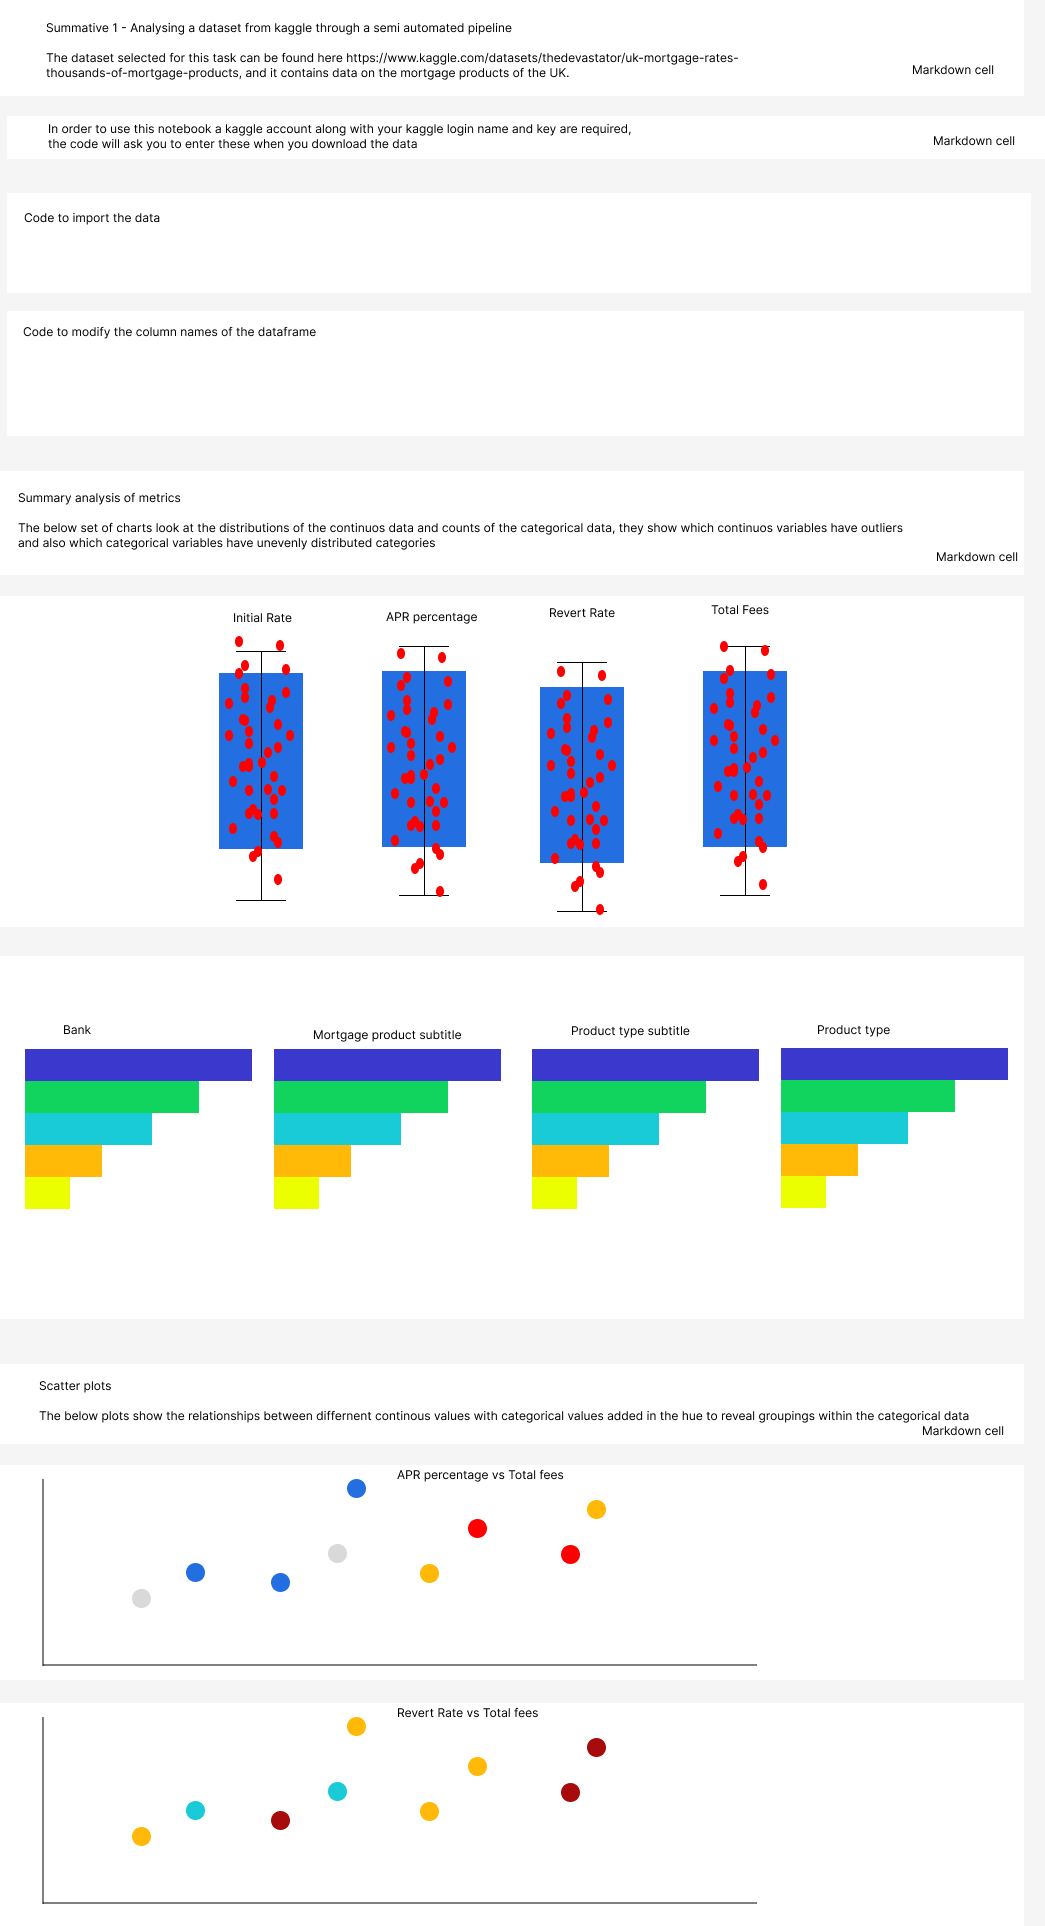 Summative 1 - Analysing a dataset from kaggle through a semi automated pipeline
The dataset selected for this task can be found here https://www.kaggle.com/datasets/thedevastator/uk-mortgage-rates-
thousands-of-mortgage-products, and it contains data on the mortgage products of the UK.
Markdown cell
In order to use this notebook a kaggle account along with your kaggle login name and key are required,
the code will ask you to enter these when you download the data
Markdown cell
Code to import the data
Code to modify the column names of the dataframe
Summary analysis of metrics
The below set of charts look at the distributions of the continuos data and counts of the categorical data, they show which continuos variables have outliers
and also which categorical variables have unevenly distributed categories
Markdown cell
Initial Rate
APR percentage
Revert Rate
Total Fees
Bank
Mortgage product subtitle
Product type subtitle
Product type
Scatter plots
The below plots show the relationships between differnent continous values with categorical values added in the hue to reveal groupings within the categorical data
Markdown cell
APR percentage vs Total fees
Revert Rate vs Total fees